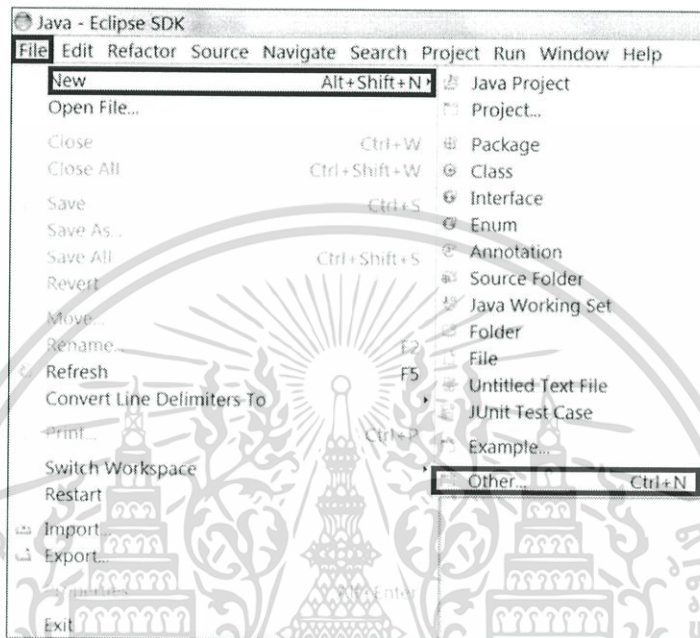 Java - Eclipse SDK
File Edit Refactor Source Navigate Search Project Run Window Help
New Alt+Shift+N
Open File...
Close Ctrl+W
Close All Ctrl+Shift+W
Save Ctrl+S
Save As...
Save All Ctrl+Shift+S
Revert
Move...
Rename... F2
Refresh F5
Convert Line Delimiters To
Print... Ctrl+P
Switch Workspace
Restart
Import...
Export...
Properties Alt+Enter
Exit
Java Project
Project...
Package
Class
Interface
Enum
Annotation
Source Folder
Java Working Set
Folder
File
Untitled Text File
JUnit Test Case
Example...
Other... Ctrl+N